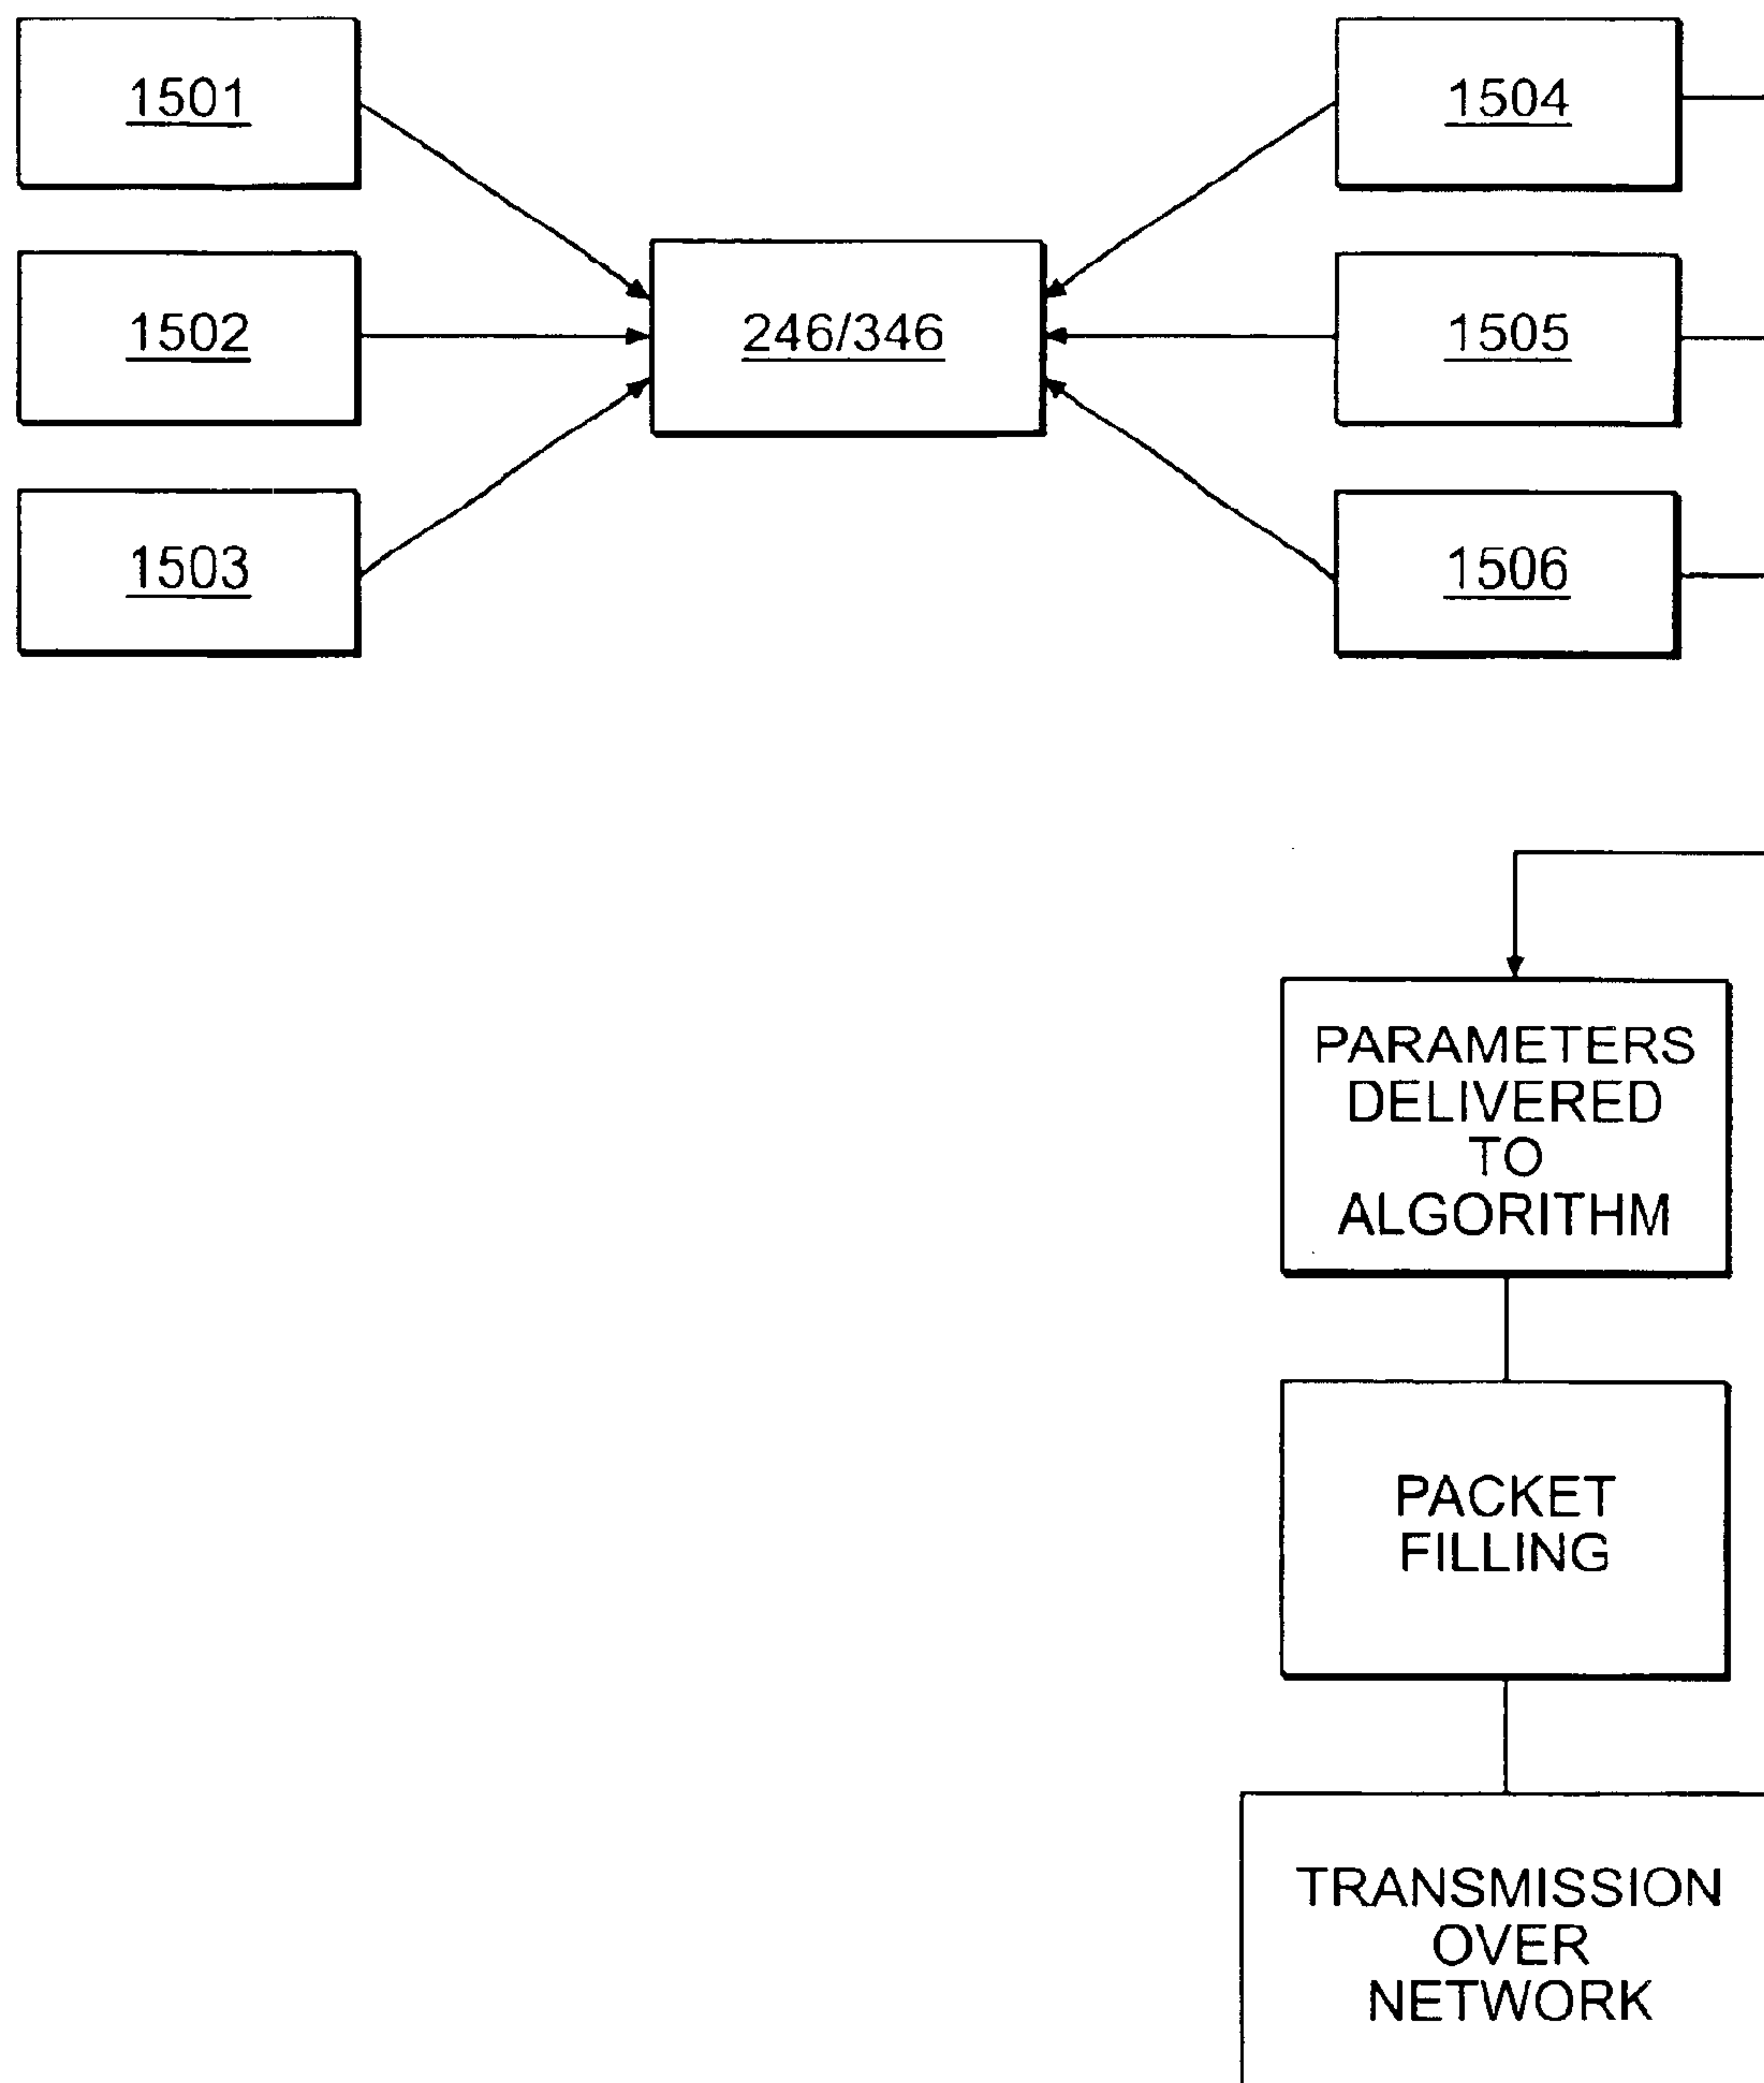 1501
1504
1502
246/346
1505
1503
1506
PARAMETERS
DELIVERED
TO
ALGORITHM
PACKET
FILLING
TRANSMISSION
OVER
NETWORK